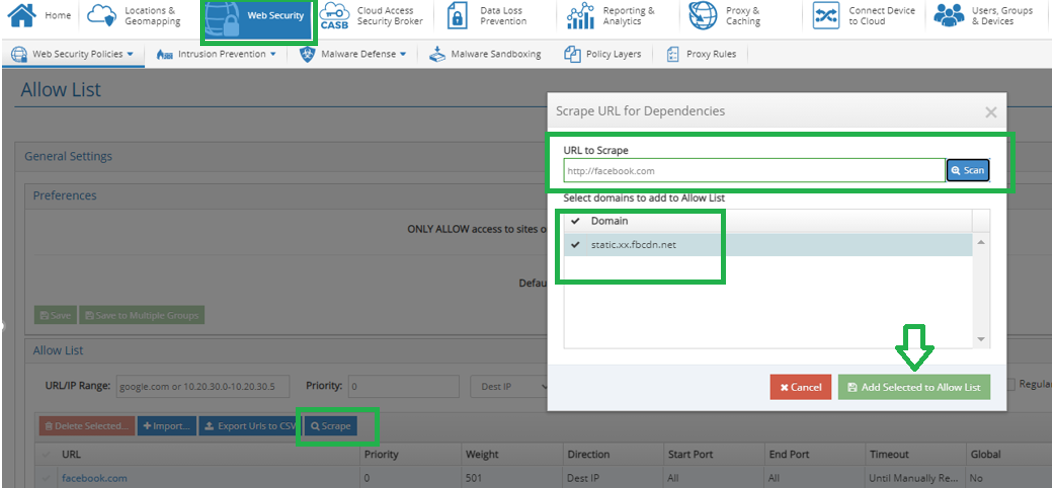 Home
Locations &
Geomapping
Web Security
CASB
Cloud Access
Security Broker
Data Loss
Prevention
Reporting &
Analytics
Proxy &
Caching
Connect Device
to Cloud
Users, Groups
& Devices
Web Security Policies
Intrusion Prevention
Malware Defense
Malware Sandboxing
Policy Layers
Proxy Rules
Allow List
General Settings
Preferences
ONLY ALLOW access to sites o
Defau
Save
Save to Multiple Groups
Scrape URL for Dependencies
URL to Scrape
http://facebook.com
Scan
Select domains to add to Allow List
Domain
static.xx.fbcdn.net
Cancel
Add Selected to Allow List
Allow List
URL/IP Range:
google.com or 10.20.30.0-10.20.30.5
Priority:
0
Dest IP
Regular
Delete Selected...
Import...
Export Urls to CSV
Scrape
URL Priority Weight Direction Start Port End Port Timeout Global
facebook.com 0 501 Dest IP All All Until Manually Re... No